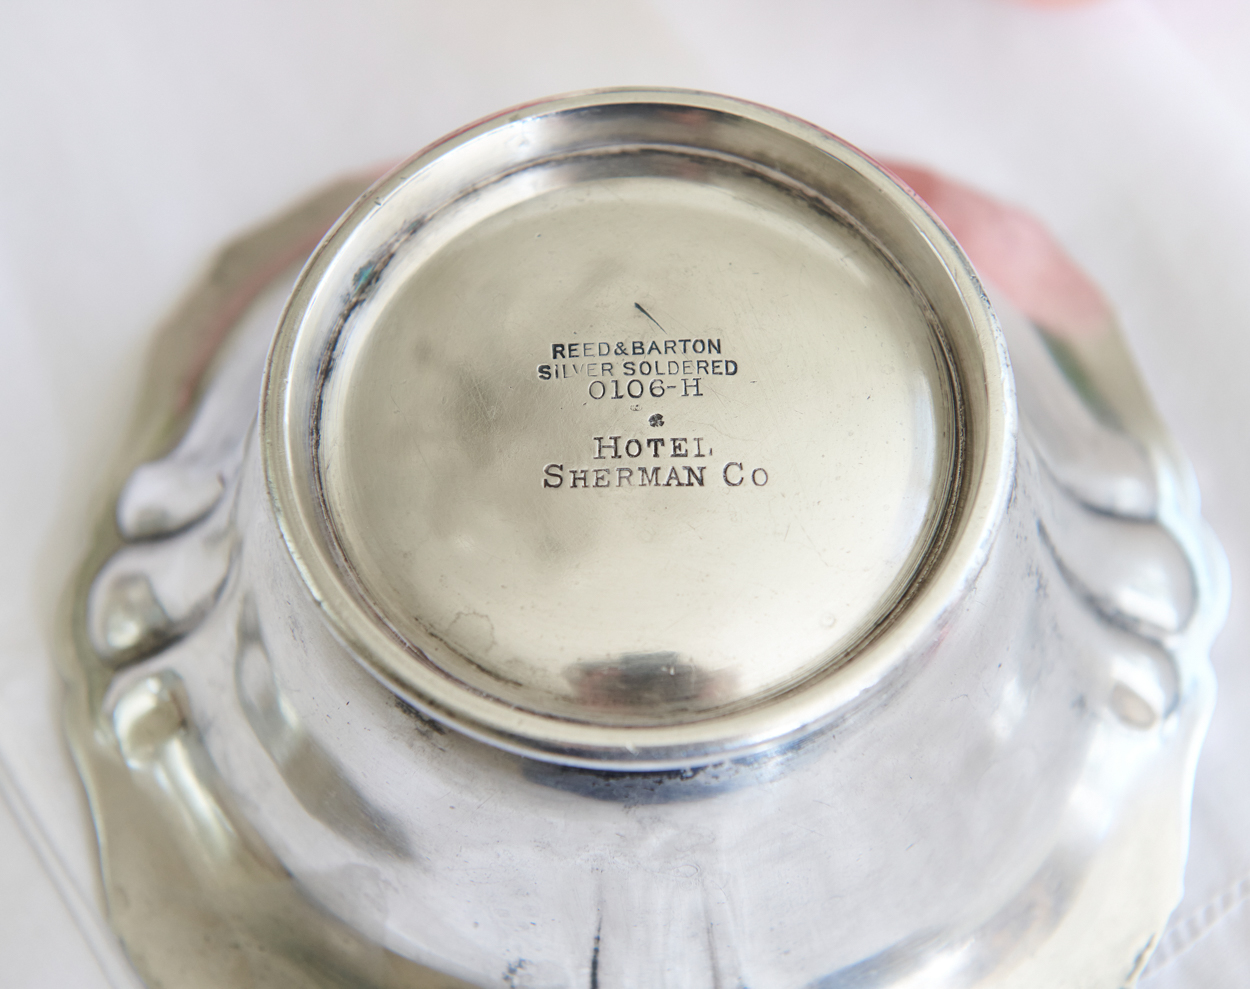 REED&BARTON
SILVER SOLDERED
0106-H
HOTEL
SHERMAN CO